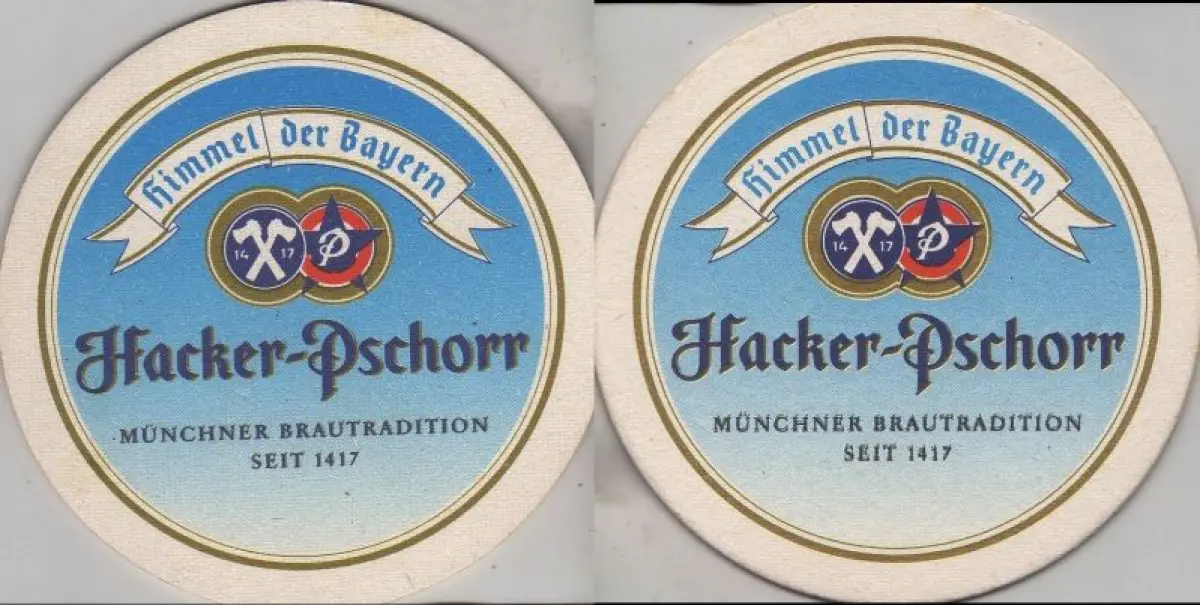 Himmel der Bayern
14 17 P
Hacker-Pschorr
MÜNCHNER BRAUTRADITION
SEIT 1417
Himmel der Bayern
14 17 P
Hacker-Pschorr
MÜNCHNER BRAUTRADITION
SEIT 1417